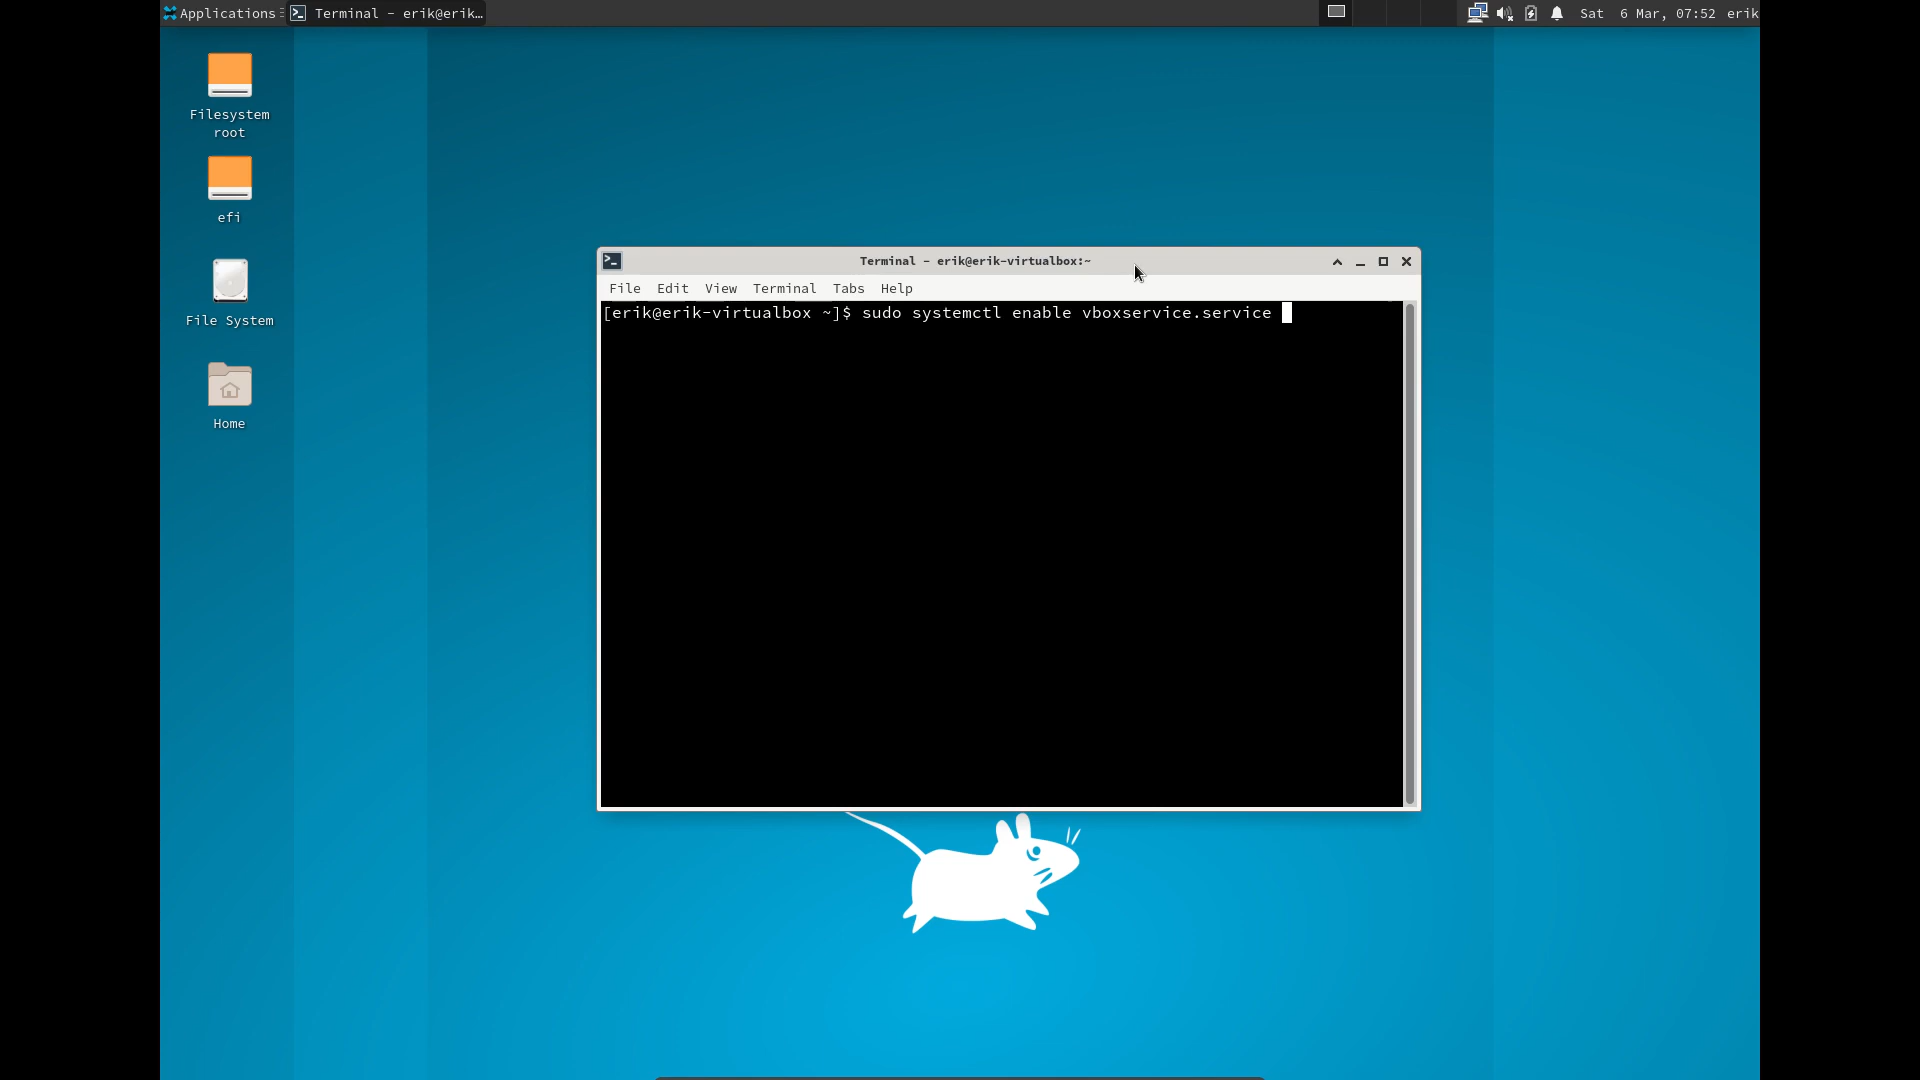 Applications Terminal - erik@erik… Sat 6 Mar, 07:52 erik
Filesystem
root
efi
File System
Home
Terminal - erik@erik-virtualbox:~
File Edit View Terminal Tabs Help
[erik@erik-virtualbox ~]$ sudo systemctl enable vboxservice.service